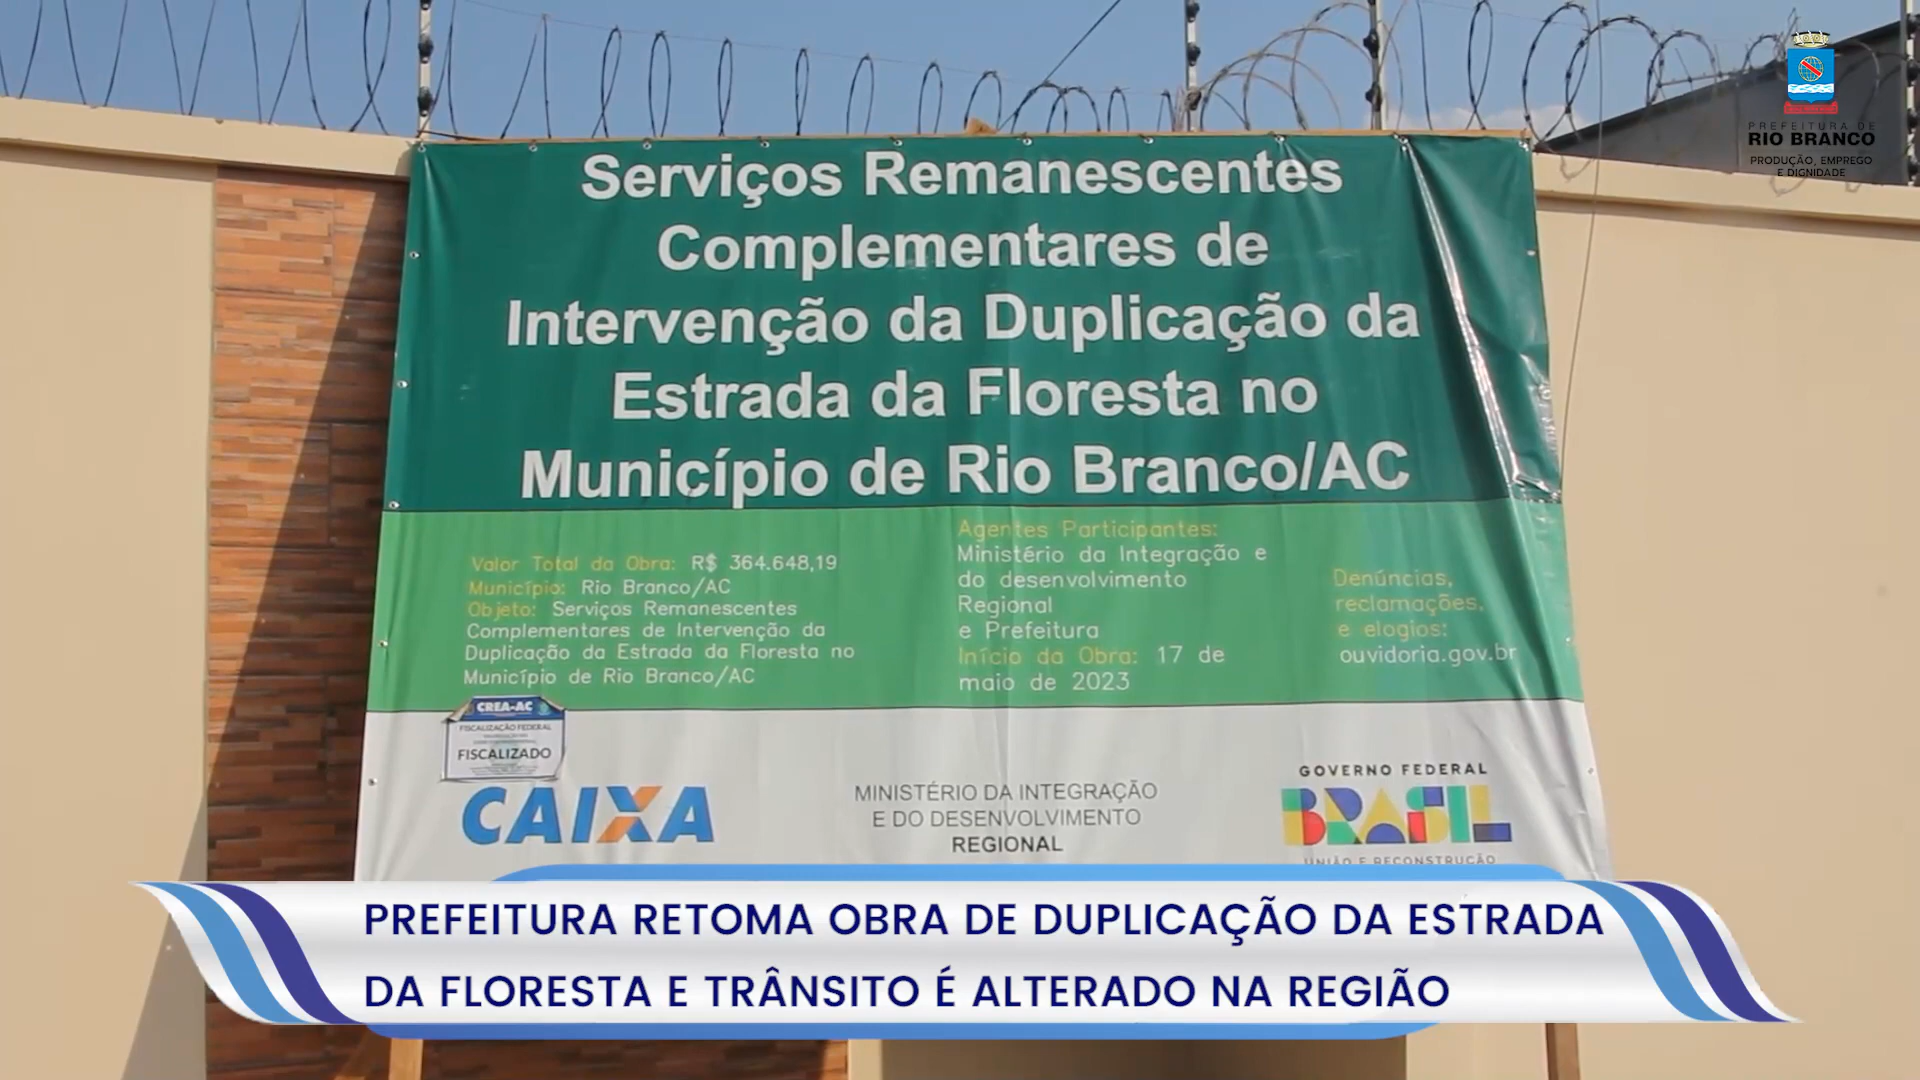 PREFEITURA DE
RIO BRANCO
PRODUÇÃO, EMPREGO
E DIGNIDADE
Serviços Remanescentes
Complementares de
Intervenção da Duplicação da
Estrada da Floresta no
Município de Rio Branco/AC
Valor Total da Obra: R$ 364.648,19
Município: Rio Branco/AC
Objeto: Serviços Remanescentes
Complementares de Intervenção da
Duplicação da Estrada da Floresta no
Município de Rio Branco/AC
Agentes Participantes:
Ministério da Integração e
do desenvolvimento
Regional
e Prefeitura
Início da Obra: 17 de
maio de 2023
Denúncias,
reclamações,
e elogios:
ouvidoria.gov.br
CREA-AC
FISCALIZAÇÃO FEDERAL
FISCALIZADO
CAIXA
MINISTÉRIO DA INTEGRAÇÃO
E DO DESENVOLVIMENTO
REGIONAL
GOVERNO FEDERAL
BRASIL
UNIÃO E RECONSTRUÇÃO
PREFEITURA RETOMA OBRA DE DUPLICAÇÃO DA ESTRADA
DA FLORESTA E TRÂNSITO É ALTERADO NA REGIÃO